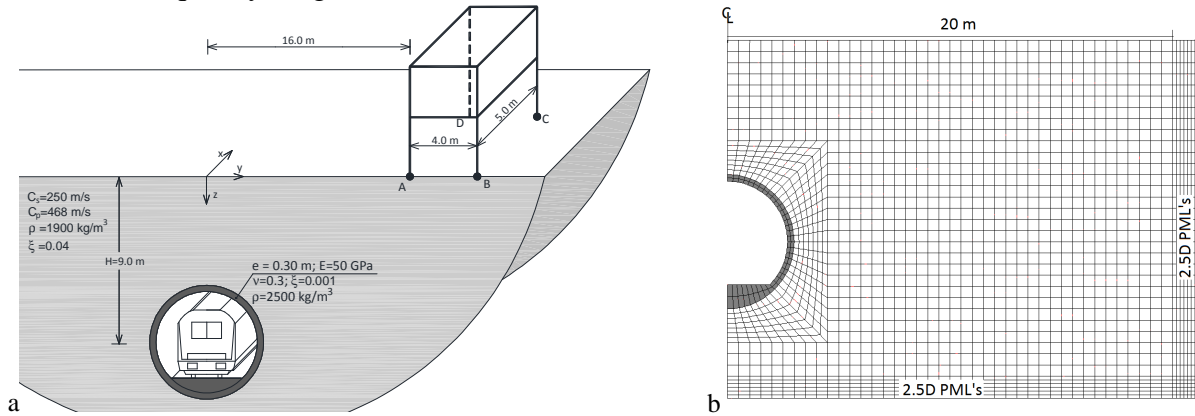 16.0 m
D
5.0 m
C
4.0 m
x
y
z
A
B
Cs=250 m/s
Cp=468 m/s
ρ =1900 kg/m³
ξ =0.04
H=9.0 m
e = 0.30 m; E=50 GPa
ν=0.3; ξ=0.001
ρ=2500 kg/m³
a
℄
20 m
2.5D PML's
2.5D PML's
b